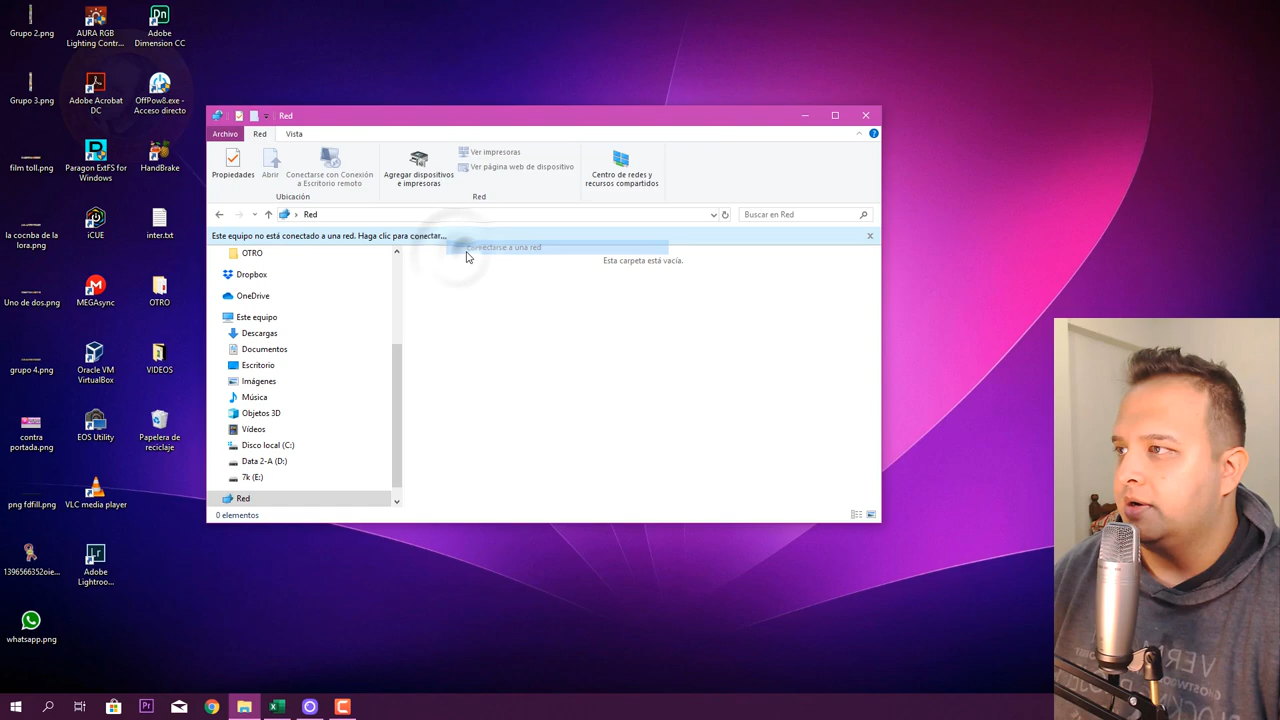 Grupo 2.png
AURA RGB
Lighting Contr...
Adobe
Dimension CC
Grupo 3.png
Adobe Acrobat
DC
OffPow8.exe -
Acceso directo
film toll.png
Paragon ExtFS for
Windows
HandBrake
la cocnba de la
lora.png
iCUE
inter.txt
Uno de dos.png
MEGAsync
OTRO
grupo 4.png
Oracle VM
VirtualBox
VIDEOS
contra
portada.png
EOS Utility
Papelera de
reciclaje
png fdfill.png
VLC media player
1396566352oie...
Adobe
Lightroo...
whatsapp.png
Red
Archivo
Red
Vista
Propiedades
Abrir
Conectarse con Conexión
a Escritorio remoto
Agregar dispositivos
e impresoras
Ver impresoras
Ver página web de dispositivo
Centro de redes y
recursos compartidos
Ubicación
Red
Red
Buscar en Red
Este equipo no está conectado a una red. Haga clic para conectar...
Conectarse a una red
Esta carpeta está vacía.
OTRO
Dropbox
OneDrive
Este equipo
Descargas
Documentos
Escritorio
Imágenes
Música
Objetos 3D
Vídeos
Disco local (C:)
Data 2-A (D:)
7k (E:)
Red
0 elementos